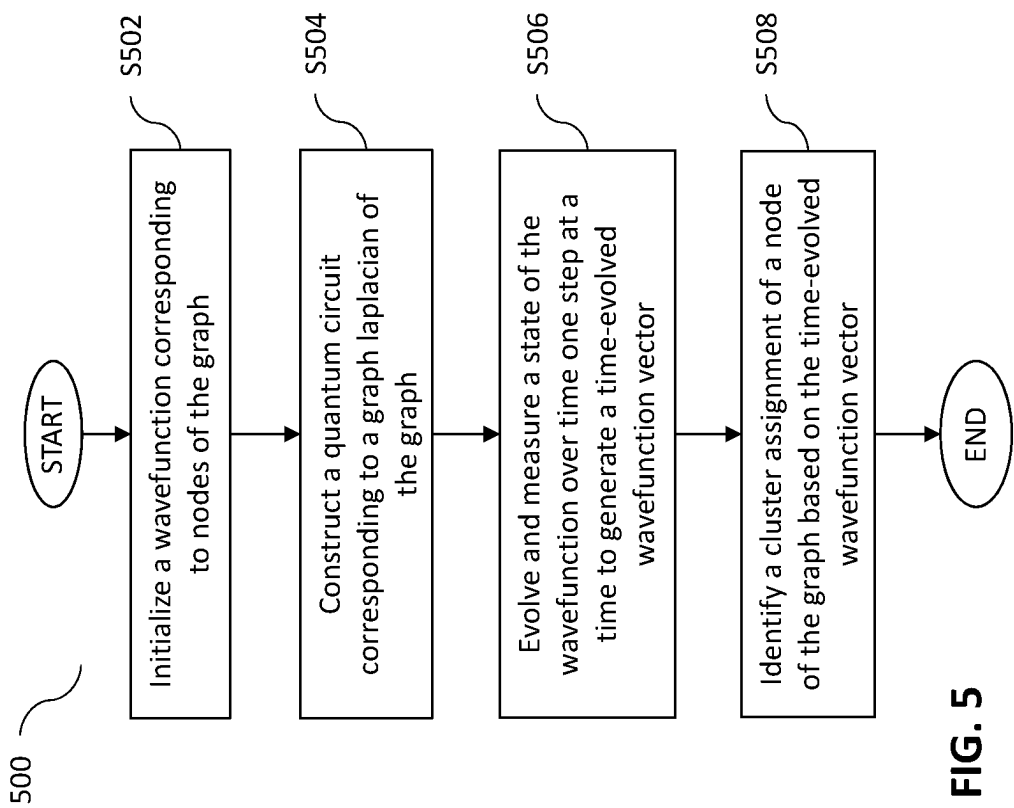 500
START
S502
Initialize a wavefunction corresponding
to nodes of the graph
S504
Construct a quantum circuit
corresponding to a graph laplacian of
the graph
S506
Evolve and measure a state of the
wavefunction over time one step at a
time to generate a time-evolved
wavefunction vector
S508
Identify a cluster assignment of a node
of the graph based on the time-evolved
wavefunction vector
END
FIG. 5